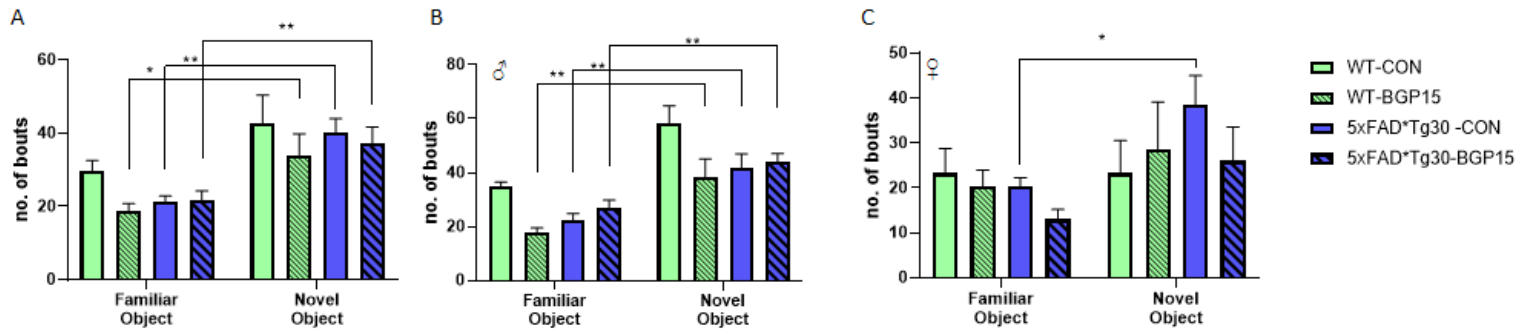 A
no. of bouts
60
40
20
0
*
**
**
Familiar
Object
Novel
Object
B
♂
no. of bouts
80
60
40
20
0
**
**
**
Familiar
Object
Novel
Object
C
♀
no. of bouts
50
40
30
20
10
0
*
Familiar
Object
Novel
Object
WT-CON
WT-BGP15
5xFAD*Tg30 -CON
5xFAD*Tg30-BGP15